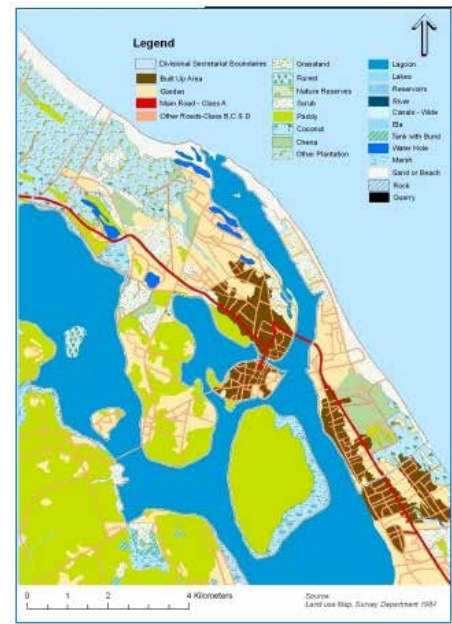 Legend
Divisional Secretariat Boundaries
Built Up Area
Garden
Main Road - Class A
Other Roads-Class B,C & D
Grassland
Forest
Nature Reserves
Scrub
Paddy
Coconut
Chena
Other Plantation
Lagoon
Lakes
Reservoirs
River
Canals - Wide
Ela
Tank with Bund
Water Hole
Marsh
Sand or Beach
Rock
Quarry
0 1 2 4 Kilometers
Source:
Land use Map, Survey Department 1984